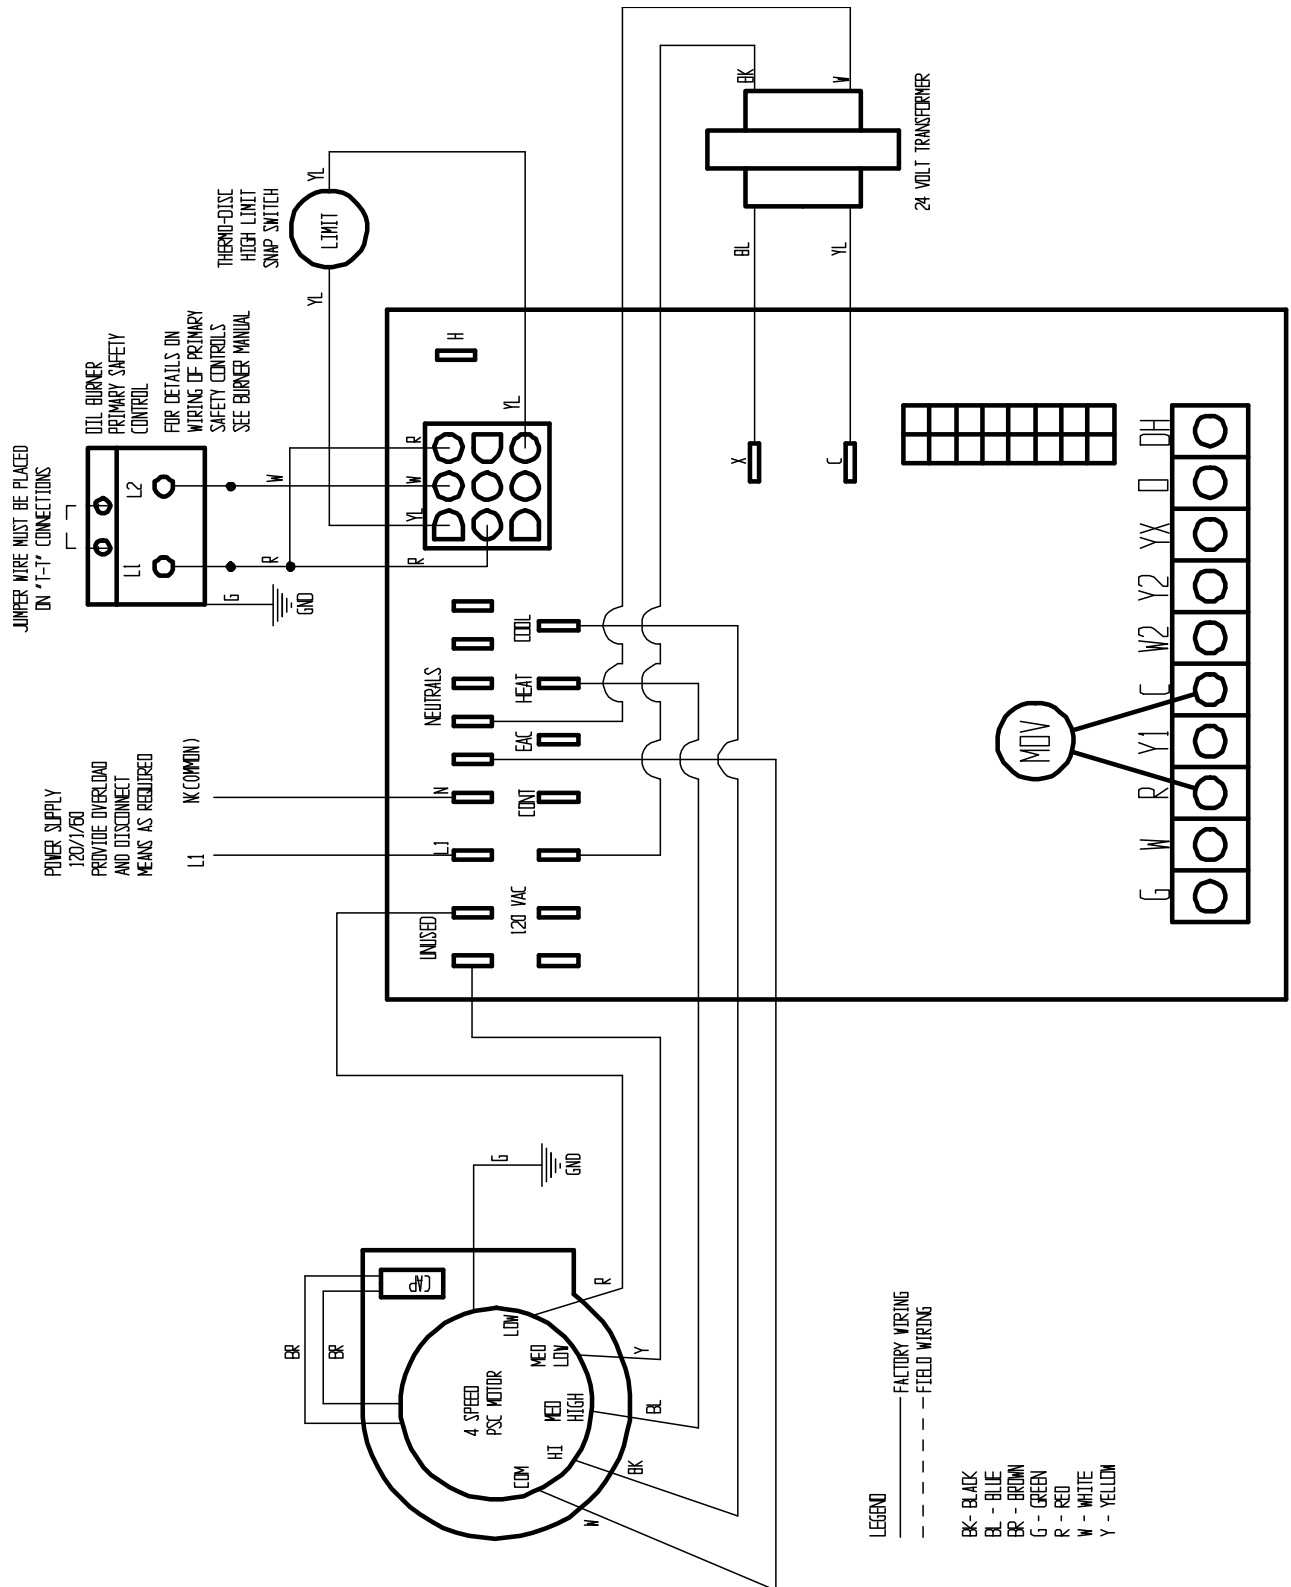 JUMPER WIRE MUST BE PLACED
ON "T-T" CONNECTIONS
OIL BURNER
PRIMARY SAFETY
CONTROL
FOR DETAILS ON
WIRING OF PRIMARY
SAFETY CONTROLS
SEE BURNER MANUAL
L1
L2
R
W
G
GND
THERMO-DISC
HIGH LIMIT
SNAP SWITCH
LIMIT
YL
YL
YL
R
W
YL
R
H
BK
W
24 VOLT TRANSFORMER
BL
YL
X
C
POWER SUPPLY
120/1/60
PROVIDE OVERLOAD
AND DISCONNECT
MEANS AS REQUIRED
N(COMMON)
L1
UNUSED
L1
N
NEUTRALS
120 VAC
CONT
EAC
HEAT
COOL
MOV
G
W
R
Y1
C
W2
Y2
YX
O
DH
BR
BR
CAP
G
GND
4 SPEED
PSC MOTOR
COM
HI
MED
HIGH
MED
LOW
LOW
W
BK
BL
Y
R
LEGEND
FACTORY WIRING
FIELD WIRING
BK- BLACK
BL - BLUE
BR - BROWN
G - GREEN
R - RED
W - WHITE
Y - YELLOW